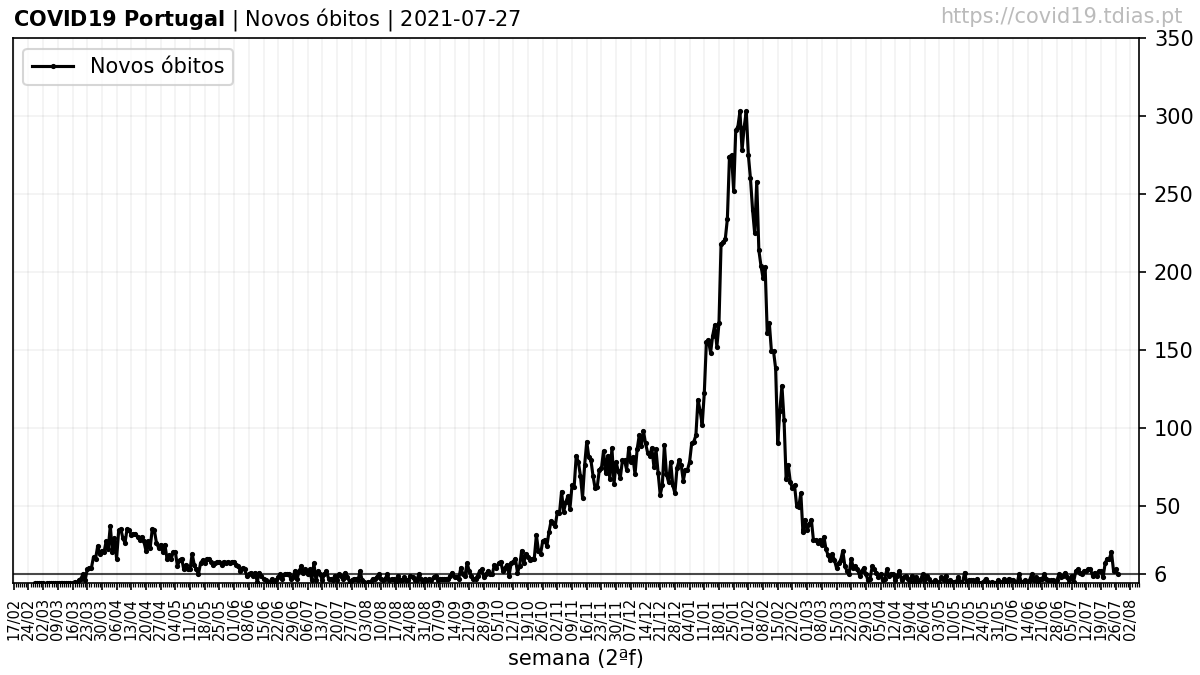 COVID19 Portugal | Novos óbitos | 2021-07-27
https://covid19.tdias.pt
Novos óbitos
350
300
250
200
150
100
50
6
17/02 24/02 02/03 09/03 16/03 23/03 30/03 06/04 13/04 20/04 27/04 04/05 11/05 18/05 25/05 01/06 08/06 15/06 22/06 29/06 06/07 13/07 20/07 27/07 03/08 10/08 17/08 24/08 31/08 07/09 14/09 21/09 28/09 05/10 12/10 19/10 26/10 02/11 09/11 16/11 23/11 30/11 07/12 14/12 21/12 28/12 04/01 11/01 18/01 25/01 01/02 08/02 15/02 22/02 01/03 08/03 15/03 22/03 29/03 05/04 12/04 19/04 26/04 03/05 10/05 17/05 24/05 31/05 07/06 14/06 21/06 28/06 05/07 12/07 19/07 26/07 02/08
semana (2ªf)